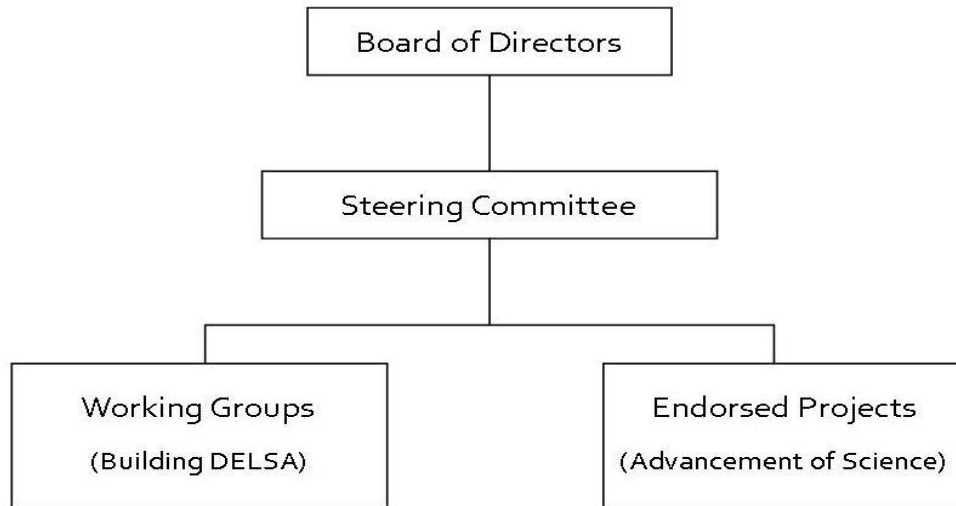 Board of Directors
Steering Committee
Working Groups
(Building DELSA)
Endorsed Projects
(Advancement of Science)